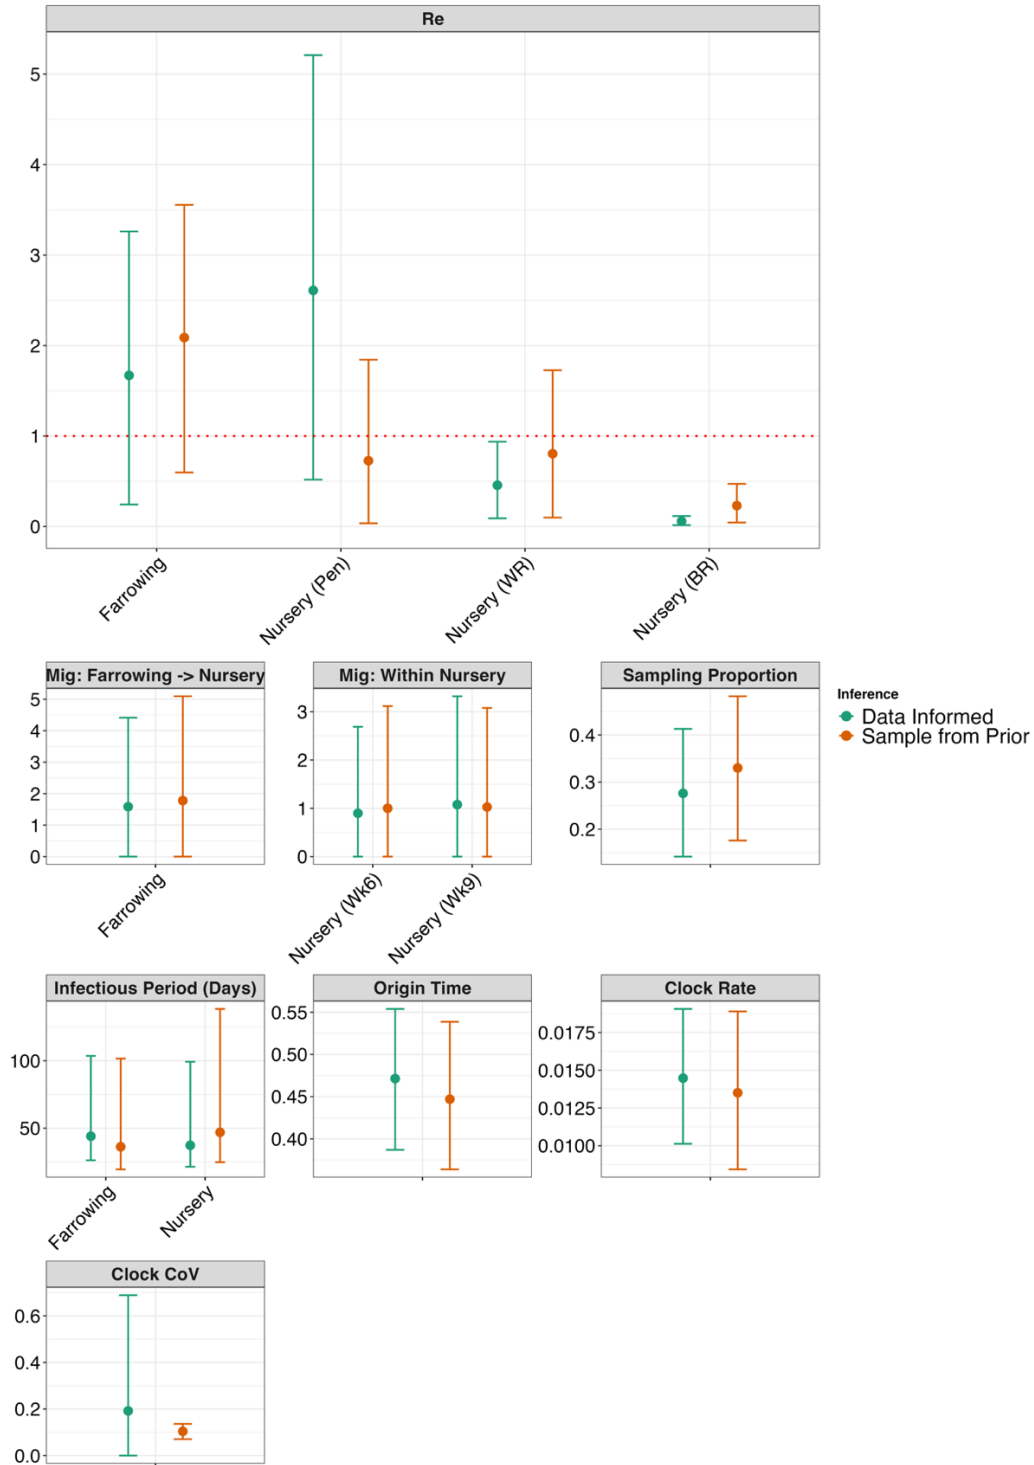 Re
5
4
3
2
1
0
Farrowing
Nursery (Pen)
Nursery (WR)
Nursery (BR)
Mig: Farrowing -> Nursery
5
4
3
2
1
0
Farrowing
Mig: Within Nursery
3
2
1
0
Nursery (Wk6)
Nursery (Wk9)
Sampling Proportion
0.4
0.3
0.2
Inference
Data Informed
Sample from Prior
Infectious Period (Days)
100
50
Farrowing
Nursery
Origin Time
0.55
0.50
0.45
0.40
Clock Rate
0.0175
0.0150
0.0125
0.0100
Clock CoV
0.6
0.4
0.2
0.0